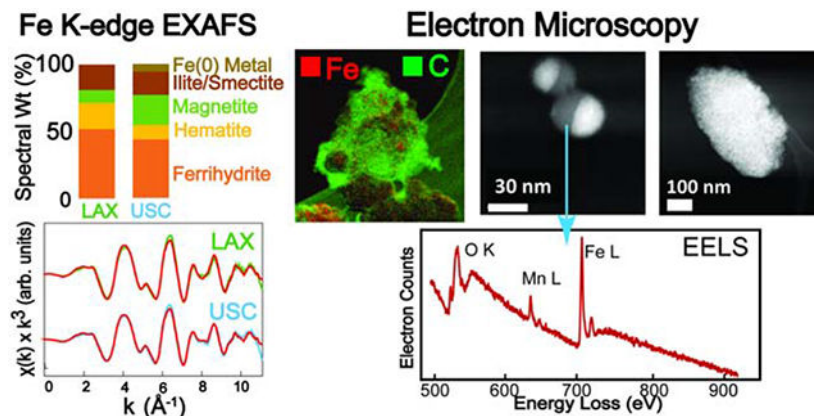 Fe K-edge EXAFS
Electron Microscopy
Spectral Wt (%)
100
50
0
Fe(0) Metal
Ilite/Smectite
Magnetite
Hematite
Ferrihydrite
LAX
USC
Fe
C
30 nm
100 nm
χ(k) x k³ (arb. units)
LAX
USC
0 2 4 6 8 10
k (Å⁻¹)
EELS
Electron Counts
O K
Mn L
Fe L
500 600 700 800 900
Energy Loss (eV)